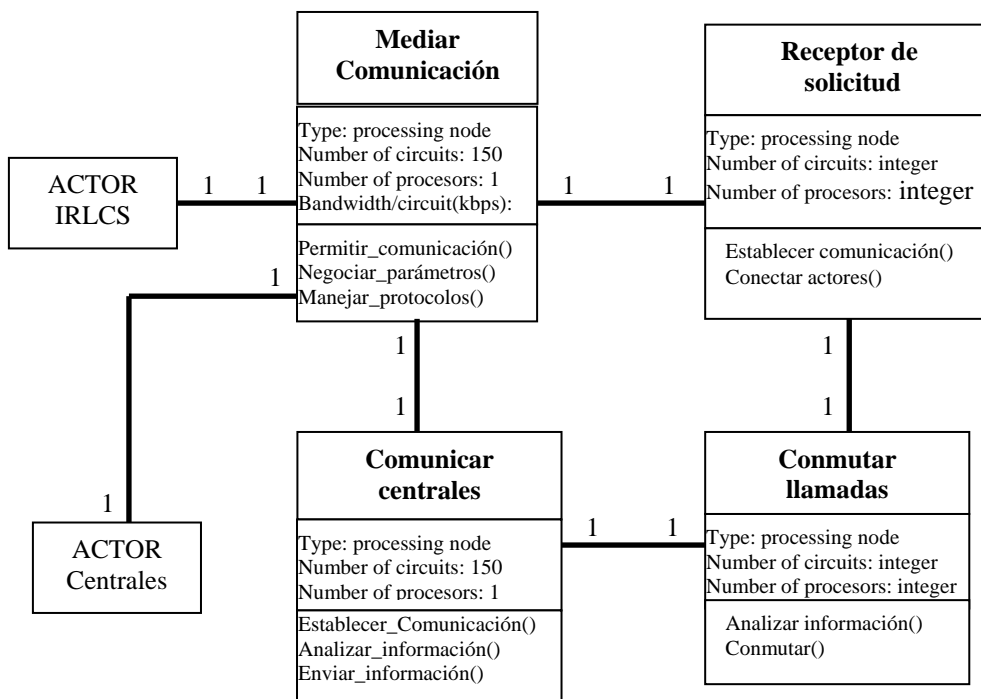 Mediar
Comunicación
Type: processing node
Number of circuits: 150
Number of procesors: 1
Bandwidth/circuit(kbps):
Permitir_comunicación()
Negociar_parámetros()
Manejar_protocolos()
Receptor de
solicitud
Type: processing node
Number of circuits: integer
Number of procesors: integer
Establecer comunicación()
Conectar actores()
ACTOR
IRLCS
1
1
1
1
1
1
1
1
1
1
ACTOR
Centrales
Comunicar
centrales
Type: processing node
Number of circuits: 150
Number of procesors: 1
Establecer_Comunicación()
Analizar_información()
Enviar_información()
1
1
Conmutar
llamadas
Type: processing node
Number of circuits: integer
Number of procesors: integer
Analizar información()
Conmutar()